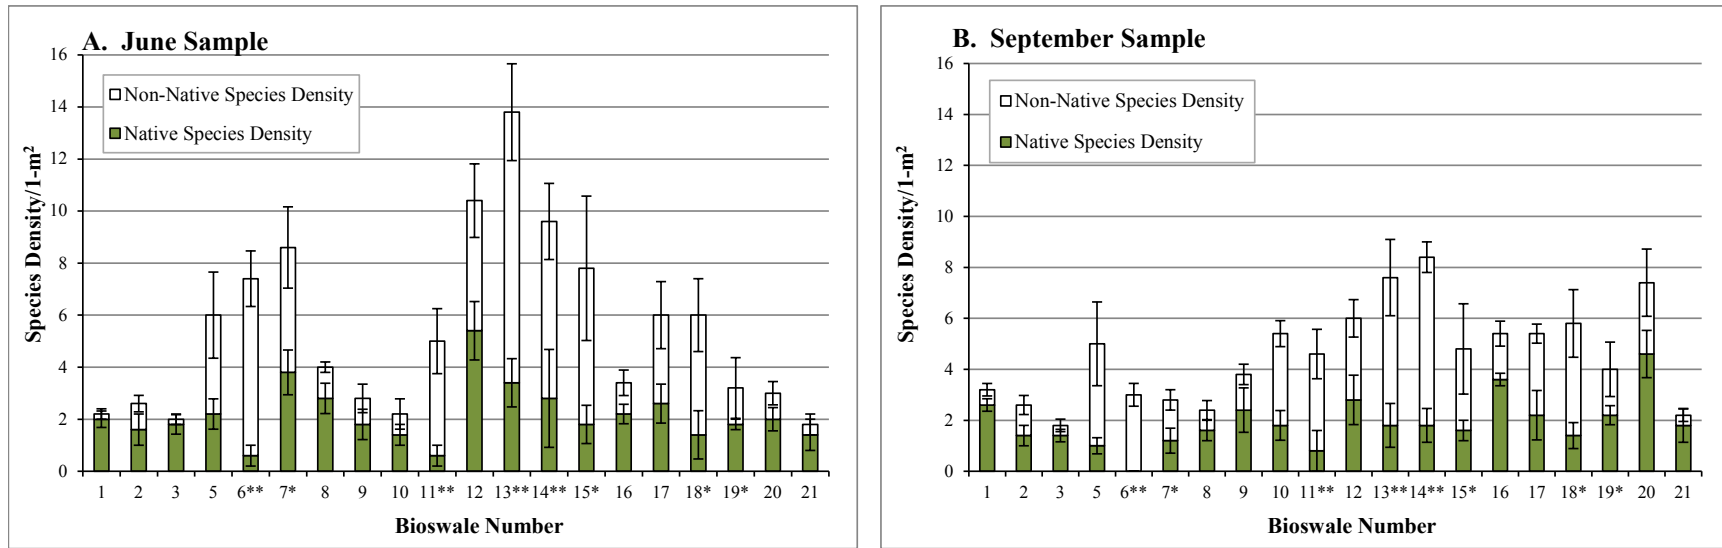 A. June Sample
16
14
12
10
8
6
4
2
0
Species Density/1-m²
Non-Native Species Density
Native Species Density
1 2 3 5 6** 7* 8 9 10 11** 12 13** 14** 15* 16 17 18* 19* 20 21
Bioswale Number
B. September Sample
16
14
12
10
8
6
4
2
0
Species Density/1-m²
Non-Native Species Density
Native Species Density
1 2 3 5 6** 7* 8 9 10 11** 12 13** 14** 15* 16 17 18* 19* 20 21
Bioswale Number